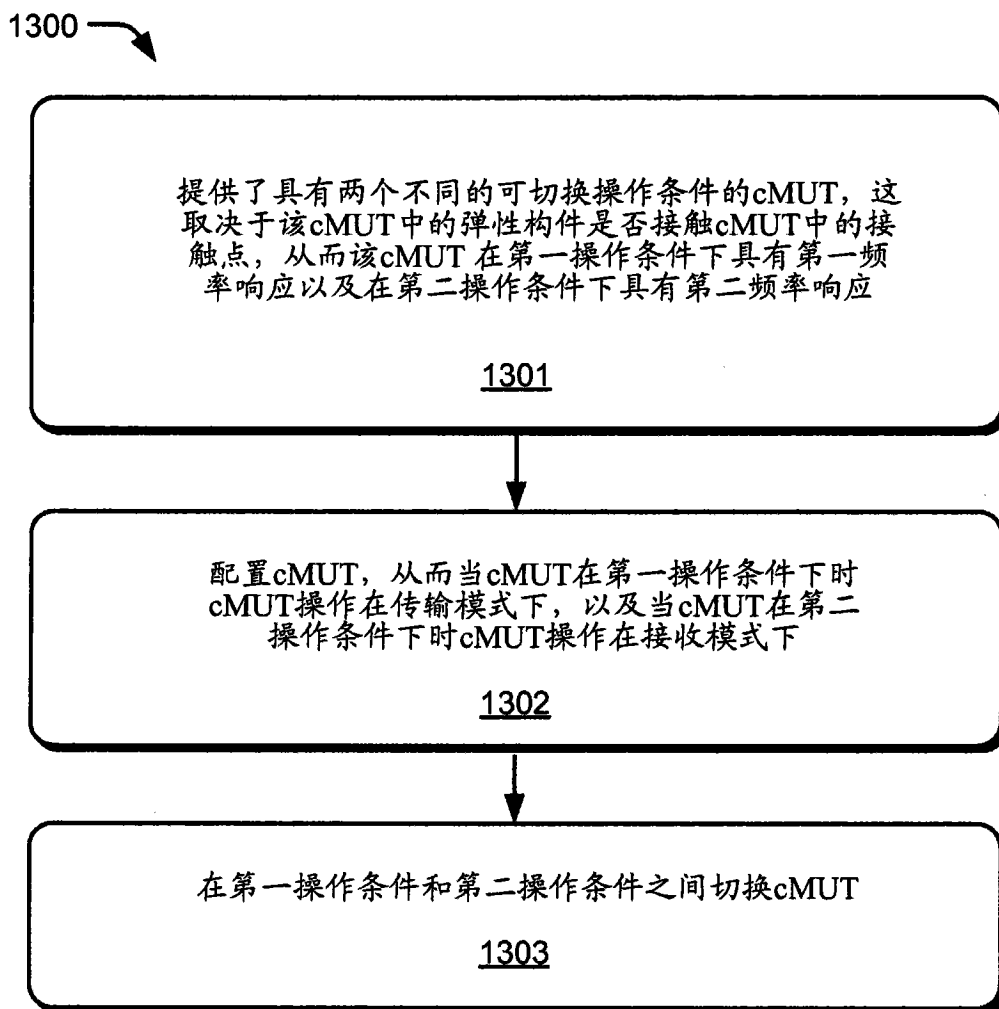 1300
提供了具有两个不同的可切换操作条件的cMUT，这
取决于该cMUT中的弹性构件是否接触cMUT中的接
触点，从而该cMUT 在第一操作条件下具有第一频
率响应以及在第二操作条件下具有第二频率响应
1301
配置cMUT，从而当cMUT在第一操作条件下时
cMUT操作在传输模式下，以及当cMUT在第二
操作条件下时cMUT操作在接收模式下
1302
在第一操作条件和第二操作条件之间切换cMUT
1303